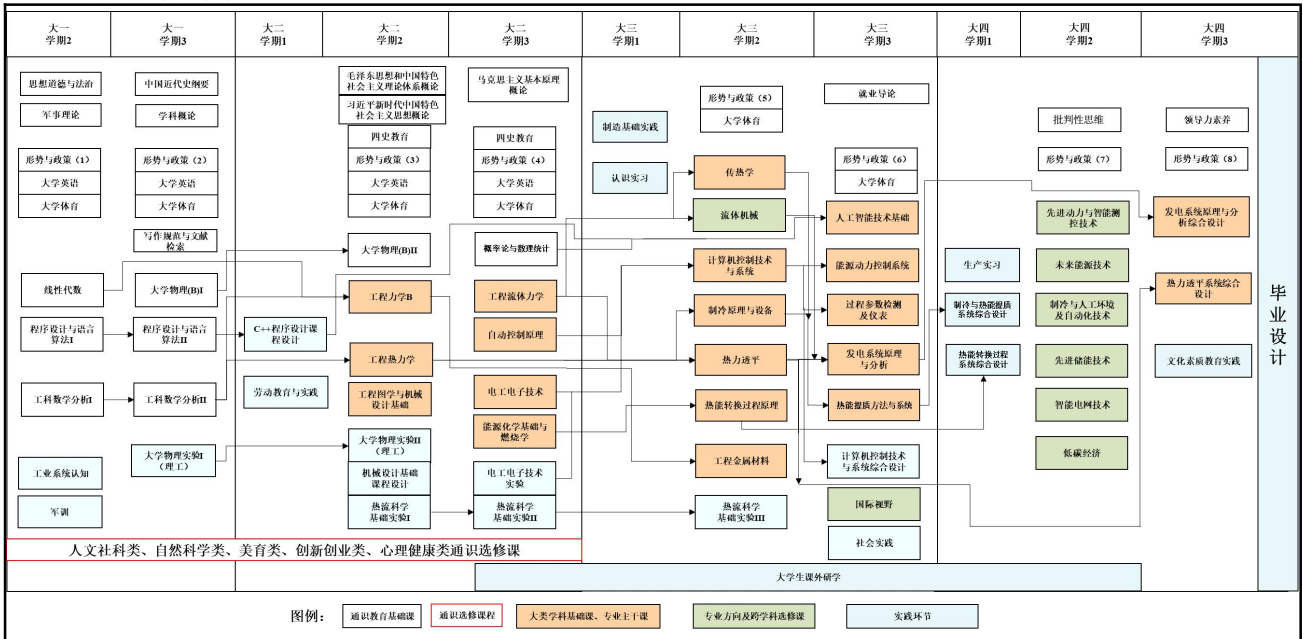 大一
学期2
大一
学期3
大二
学期1
大二
学期2
大二
学期3
大三
学期1
大三
学期2
大三
学期3
大四
学期1
大四
学期2
大四
学期3
思想道德与法治
军事理论
形势与政策（1）
大学英语
大学体育
线性代数
程序设计与语言
算法I
工科数学分析I
工业系统认知
军训
中国近代史纲要
学科概论
形势与政策（2）
大学英语
大学体育
写作规范与文献
检索
大学物理(B)I
程序设计与语言
算法II
工科数学分析II
大学物理实验I
（理工）
C++程序设计课
程设计
劳动教育与实践
毛泽东思想和中国特色
社会主义理论体系概论
习近平新时代中国特色
社会主义思想概论
四史教育
形势与政策（3）
大学英语
大学体育
大学物理(B)II
工程力学B
工程热力学
工程图学与机械
设计基础
大学物理实验II
（理工）
机械设计基础
课程设计
热流科学
基础实验I
马克思主义基本原理
概论
四史教育
形势与政策（4）
大学英语
大学体育
概率论与数理统计
工程流体力学
自动控制原理
电工电子技术
能源化学基础与
燃烧学
电工电子技术
实验
热流科学
基础实验II
制造基础实践
认识实习
形势与政策（5）
大学体育
传热学
流体机械
计算机控制技术
与系统
制冷原理与设备
热力透平
热能转换过程原理
工程金属材料
热流科学
基础实验III
就业导论
形势与政策（6）
大学体育
人工智能技术基础
能源动力控制系统
过程参数检测
及仪表
发电系统原理
与分析
热能提质方法与系统
计算机控制技术
与系统综合设计
国际视野
社会实践
生产实习
制冷与热能提质
系统综合设计
热能转换过程
系统综合设计
批判性思维
形势与政策（7）
先进动力与智能测
控技术
未来能源技术
制冷与人工环境
及自动化技术
先进储能技术
智能电网技术
低碳经济
领导力素养
形势与政策（8）
发电系统原理与分
析综合设计
热力透平系统综合
设计
文化素质教育实践
毕业设计
人文社科类、自然科学类、美育类、创新创业类、心理健康类通识选修课
大学生课外研学
图例：
通识教育基础课
通识选修课程
大类学科基础课、专业主干课
专业方向及跨学科选修课
实践环节